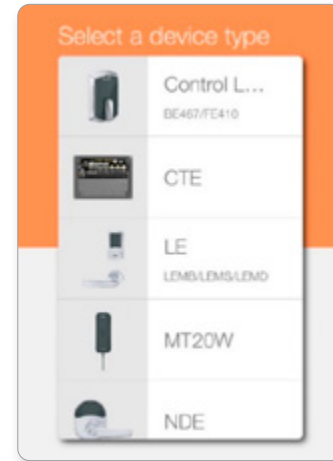 Select a device type
Control L...
BE467/FE410
CTE
LE
LEMB/LEMS/LEMD
MT20W
NDE